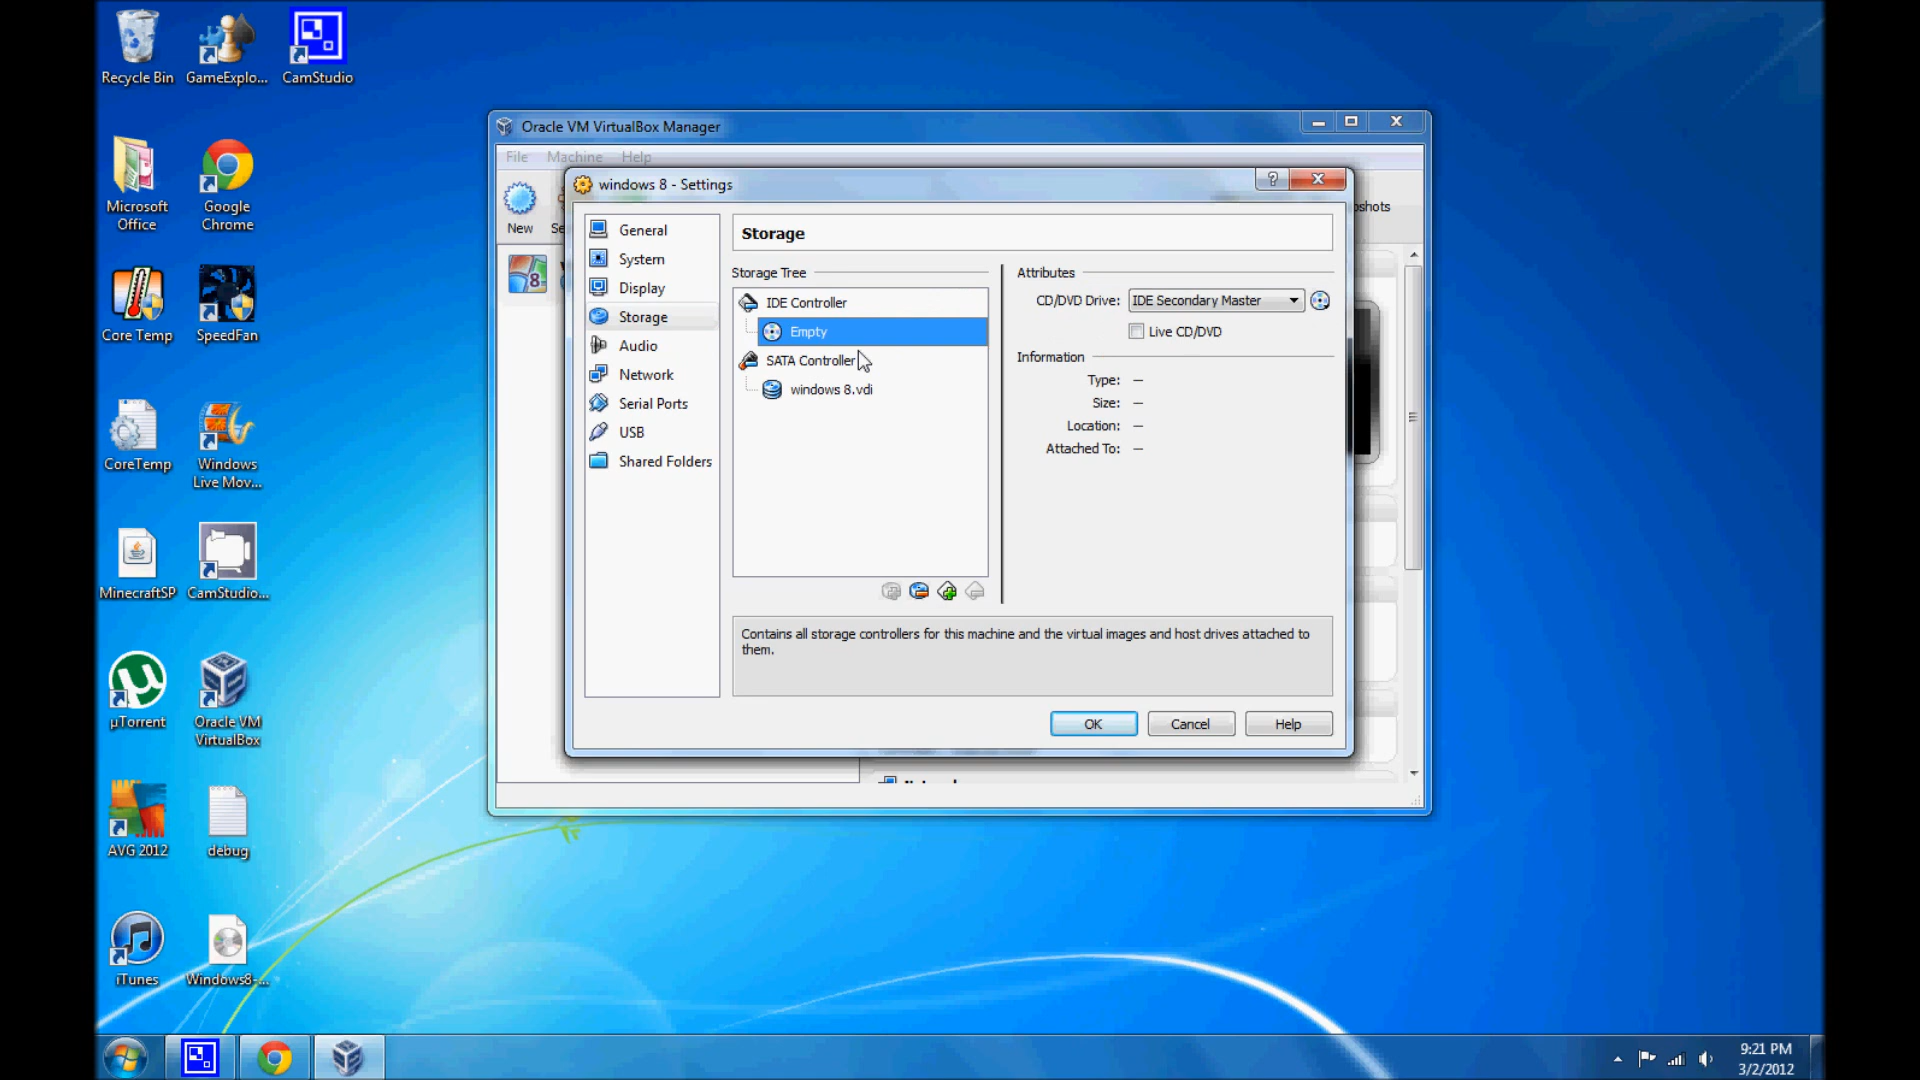 Recycle Bin
GameExplo...
CamStudio
Microsoft
Office
Google
Chrome
Core Temp
SpeedFan
CoreTemp
Windows
Live Mov...
MinecraftSP
CamStudio...
µTorrent
Oracle VM
VirtualBox
AVG 2012
debug
iTunes
Windows8-...
Oracle VM VirtualBox Manager
File Machine Help
New
Se
pshots
windows 8 - Settings
?
General
System
Display
Storage
Audio
Network
Serial Ports
USB
Shared Folders
Storage
Storage Tree
IDE Controller
Empty
SATA Controller
windows 8.vdi
Attributes
CD/DVD Drive: IDE Secondary Master
Live CD/DVD
Information
Type: --
Size: --
Location: --
Attached To: --
Contains all storage controllers for this machine and the virtual images and host drives attached to
them.
OK
Cancel
Help
9:21 PM
3/2/2012